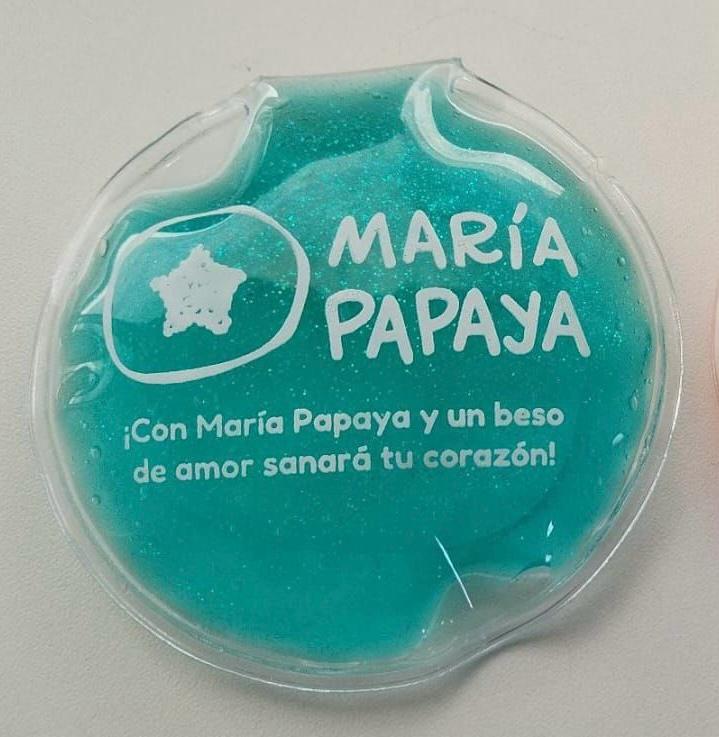 MARÍA
PAPAYA
¡Con María Papaya y un beso
de amor sanará tu corazón!